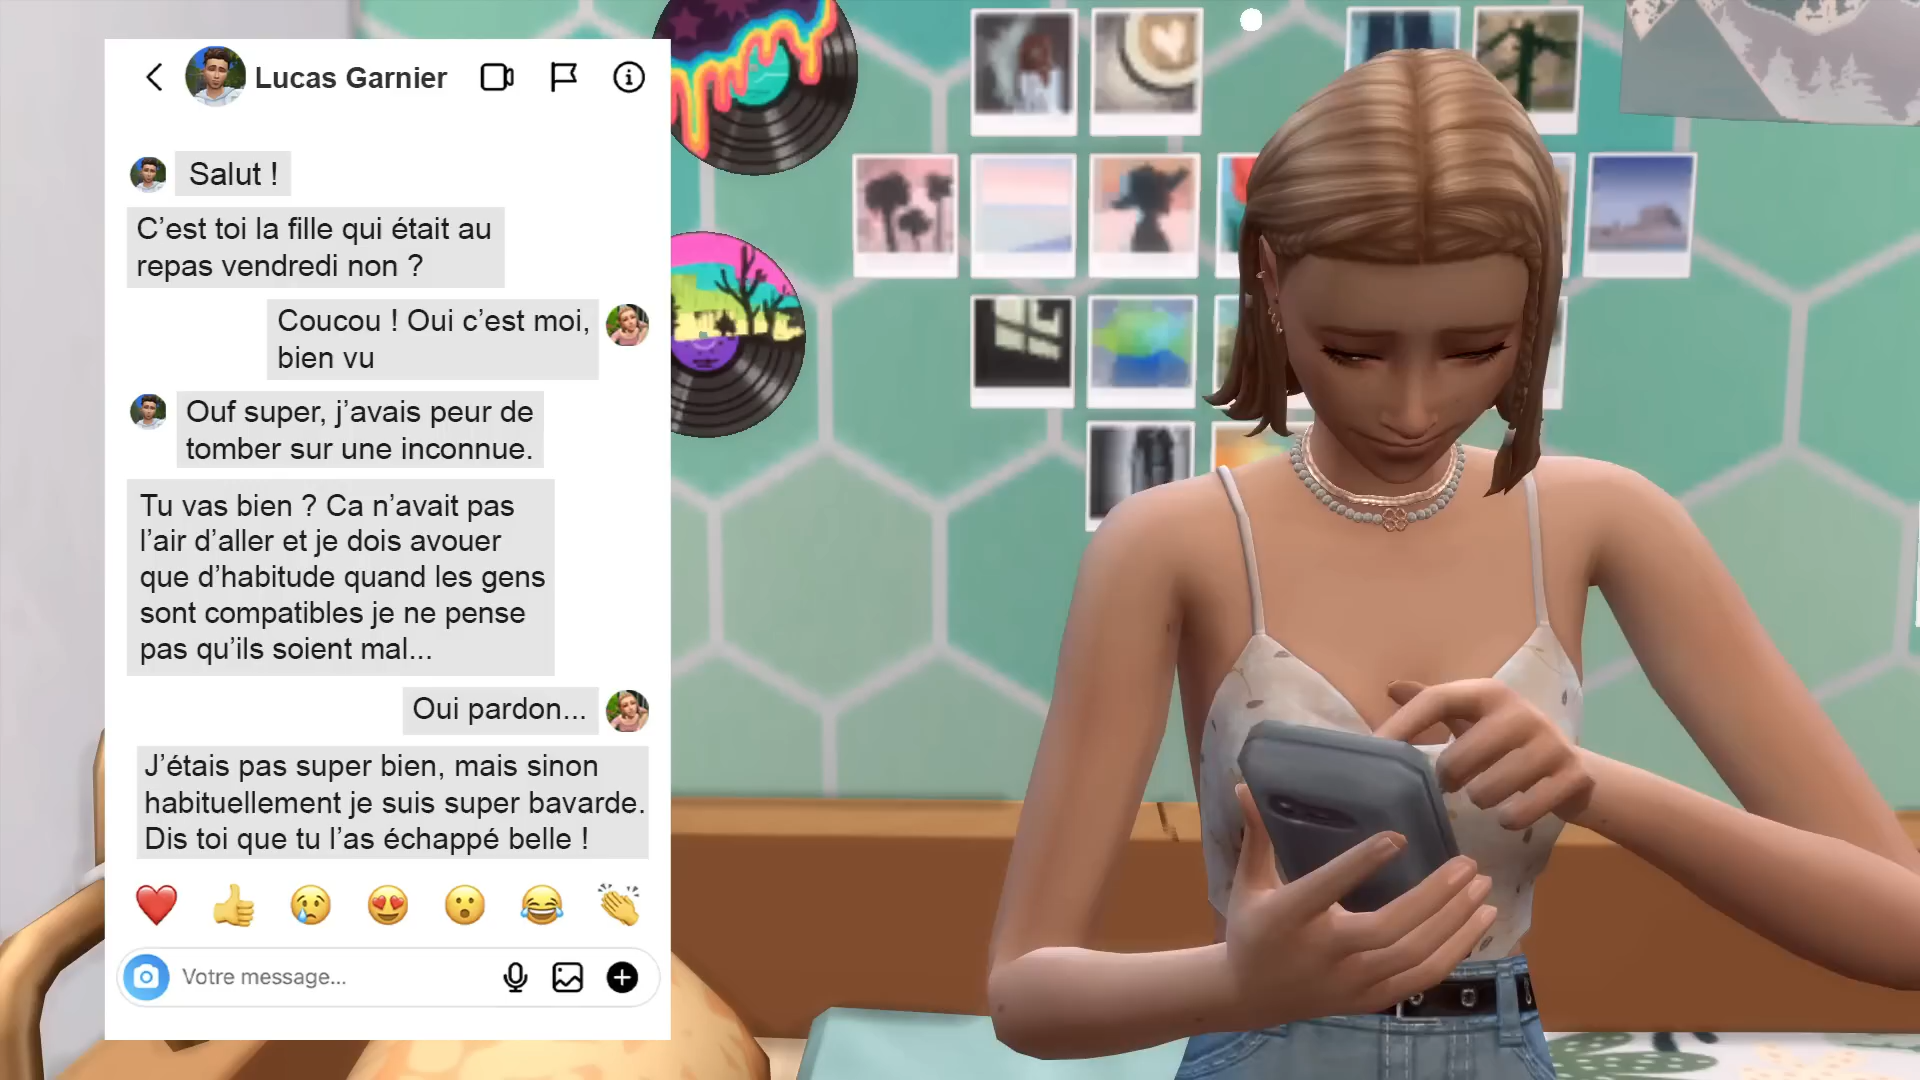 Lucas Garnier
Salut !
C’est toi la fille qui était au
repas vendredi non ?
Coucou ! Oui c’est moi,
bien vu
Ouf super, j’avais peur de
tomber sur une inconnue.
Tu vas bien ? Ca n’avait pas
l’air d’aller et je dois avouer
que d’habitude quand les gens
sont compatibles je ne pense
pas qu’ils soient mal...
Oui pardon...
J’étais pas super bien, mais sinon
habituellement je suis super bavarde.
Dis toi que tu l’as échappé belle !
Votre message...